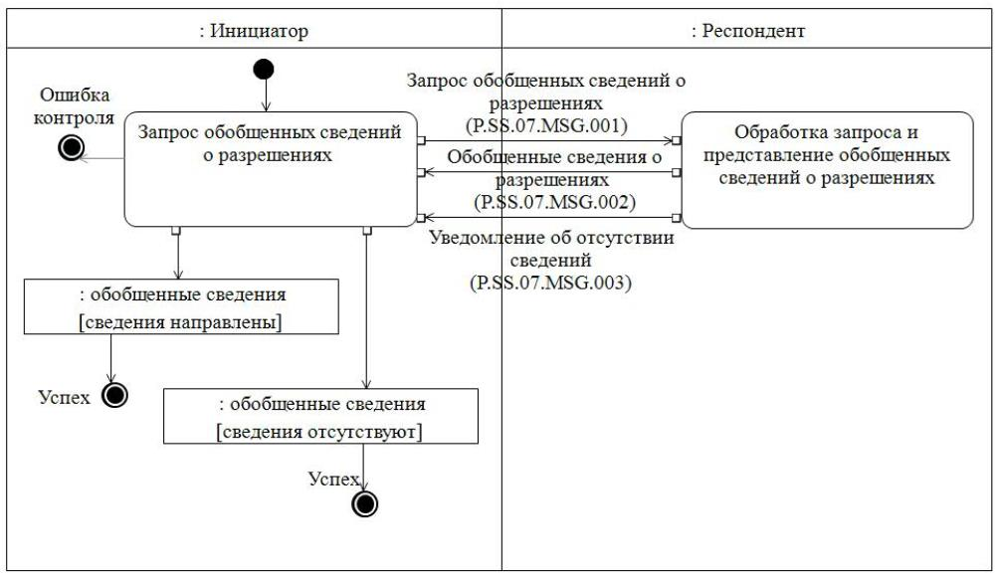 : Инициатор
: Респондент
Ошибка
контроля
Запрос обобщенных сведений
о разрешениях
Запрос обобщенных сведений о
разрешениях
(P.SS.07.MSG.001)
Обобщенные сведения о
разрешениях
(P.SS.07.MSG.002)
Уведомление об отсутствии
сведений
(P.SS.07.MSG.003)
Обработка запроса и
представление обобщенных
сведений о разрешениях
: обобщенные сведения
[сведения направлены]
Успех
: обобщенные сведения
[сведения отсутствуют]
Успех